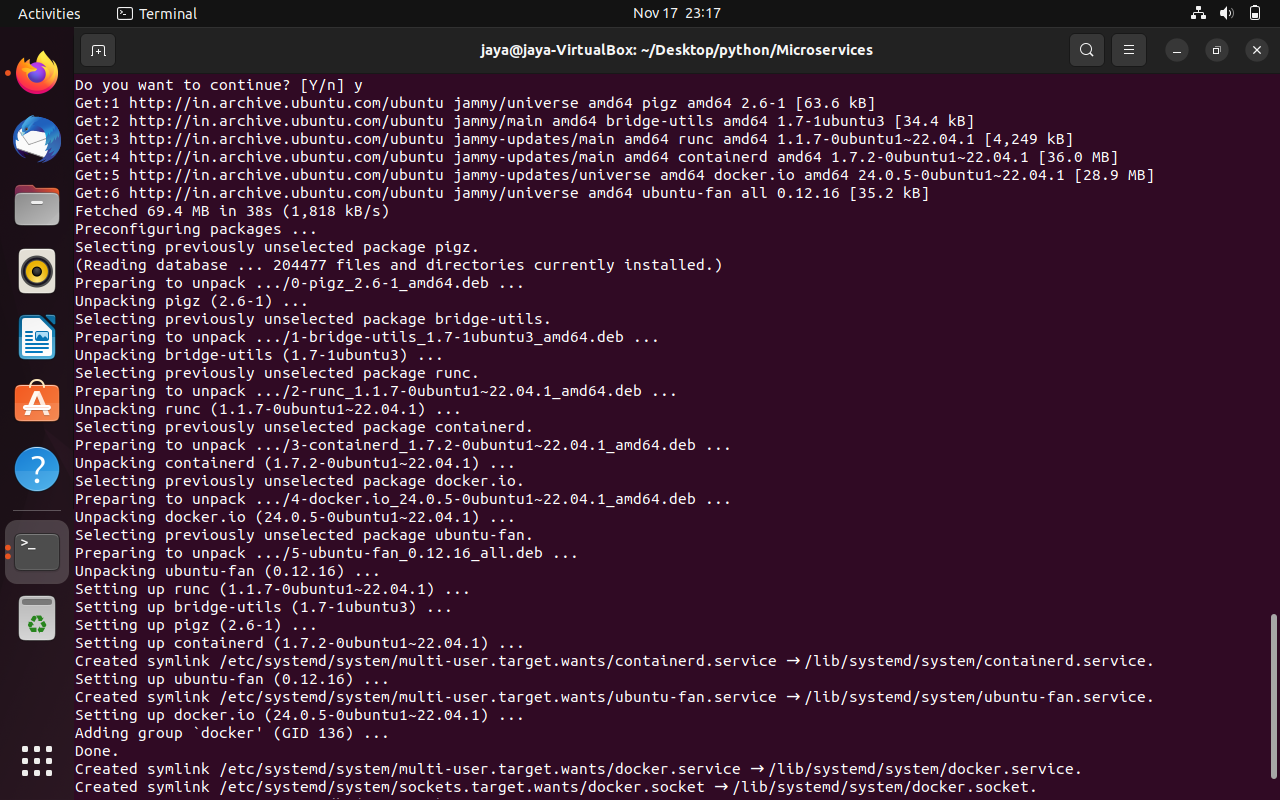 Activities
Terminal
Nov 17 23:17
jaya@jaya-VirtualBox: ~/Desktop/python/Microservices
Do you want to continue? [Y/n] y
Get:1 http://in.archive.ubuntu.com/ubuntu jammy/universe amd64 pigz amd64 2.6-1 [63.6 kB]
Get:2 http://in.archive.ubuntu.com/ubuntu jammy/main amd64 bridge-utils amd64 1.7-1ubuntu3 [34.4 kB]
Get:3 http://in.archive.ubuntu.com/ubuntu jammy-updates/main amd64 runc amd64 1.1.7-0ubuntu1~22.04.1 [4,249 kB]
Get:4 http://in.archive.ubuntu.com/ubuntu jammy-updates/main amd64 containerd amd64 1.7.2-0ubuntu1~22.04.1 [36.0 MB]
Get:5 http://in.archive.ubuntu.com/ubuntu jammy-updates/universe amd64 docker.io amd64 24.0.5-0ubuntu1~22.04.1 [28.9 MB]
Get:6 http://in.archive.ubuntu.com/ubuntu jammy/universe amd64 ubuntu-fan all 0.12.16 [35.2 kB]
Fetched 69.4 MB in 38s (1,818 kB/s)
Preconfiguring packages ...
Selecting previously unselected package pigz.
(Reading database ... 204477 files and directories currently installed.)
Preparing to unpack .../0-pigz_2.6-1_amd64.deb ...
Unpacking pigz (2.6-1) ...
Selecting previously unselected package bridge-utils.
Preparing to unpack .../1-bridge-utils_1.7-1ubuntu3_amd64.deb ...
Unpacking bridge-utils (1.7-1ubuntu3) ...
Selecting previously unselected package runc.
Preparing to unpack .../2-runc_1.1.7-0ubuntu1~22.04.1_amd64.deb ...
Unpacking runc (1.1.7-0ubuntu1~22.04.1) ...
Selecting previously unselected package containerd.
Preparing to unpack .../3-containerd_1.7.2-0ubuntu1~22.04.1_amd64.deb ...
Unpacking containerd (1.7.2-0ubuntu1~22.04.1) ...
Selecting previously unselected package docker.io.
Preparing to unpack .../4-docker.io_24.0.5-0ubuntu1~22.04.1_amd64.deb ...
Unpacking docker.io (24.0.5-0ubuntu1~22.04.1) ...
Selecting previously unselected package ubuntu-fan.
Preparing to unpack .../5-ubuntu-fan_0.12.16_all.deb ...
Unpacking ubuntu-fan (0.12.16) ...
Setting up runc (1.1.7-0ubuntu1~22.04.1) ...
Setting up bridge-utils (1.7-1ubuntu3) ...
Setting up pigz (2.6-1) ...
Setting up containerd (1.7.2-0ubuntu1~22.04.1) ...
Created symlink /etc/systemd/system/multi-user.target.wants/containerd.service → /lib/systemd/system/containerd.service.
Setting up ubuntu-fan (0.12.16) ...
Created symlink /etc/systemd/system/multi-user.target.wants/ubuntu-fan.service → /lib/systemd/system/ubuntu-fan.service.
Setting up docker.io (24.0.5-0ubuntu1~22.04.1) ...
Adding group `docker' (GID 136) ...
Done.
Created symlink /etc/systemd/system/multi-user.target.wants/docker.service → /lib/systemd/system/docker.service.
Created symlink /etc/systemd/system/sockets.target.wants/docker.socket → /lib/systemd/system/docker.socket.